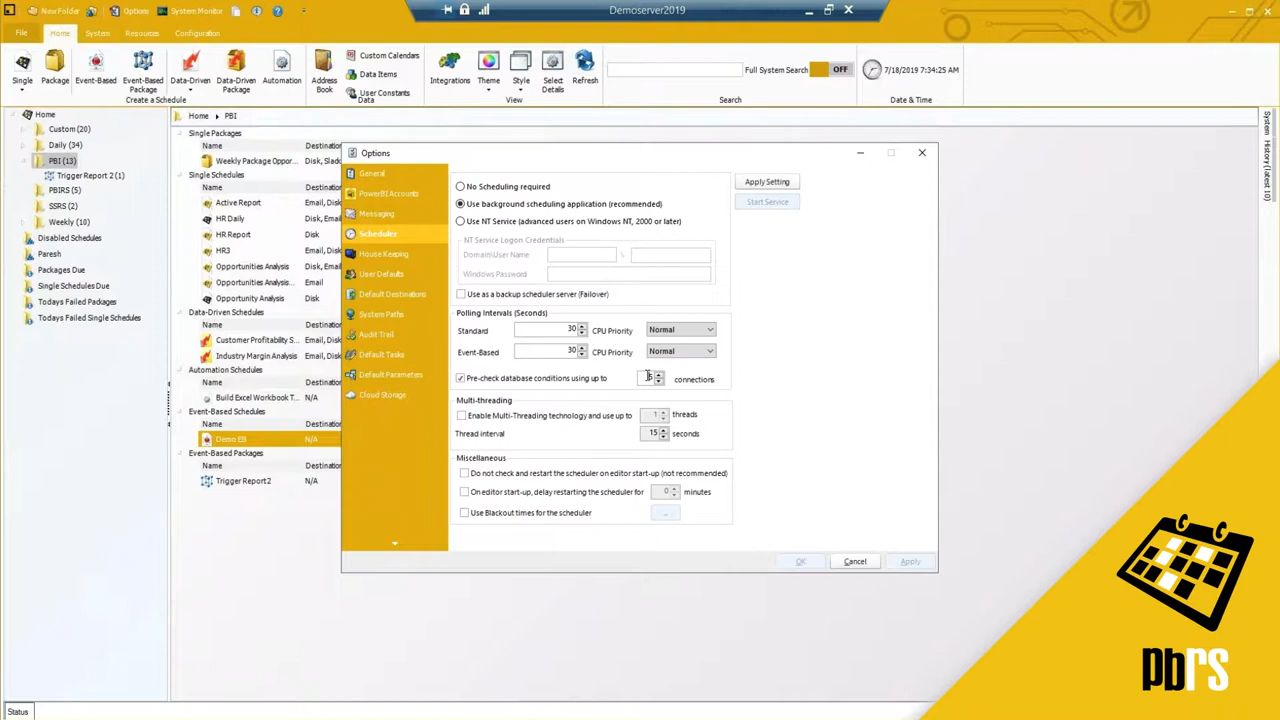 New Folder
Options
System Monitor
Demoserver2019
File
Home
System
Resources
Configuration
Single
Package
Event-Based
Event-Based Package
Data-Driven
Data-Driven Package
Automation
Create a Schedule
Address Book
Custom Calendars
Data Items
User Constants
Data
Integrations
Theme
Style
Select Details
Refresh
View
Full System Search
OFF
Search
7/18/2019 7:34:25 AM
Date & Time
Home
Custom (20)
Daily (34)
PBI (13)
Trigger Report 2 (1)
PBIRS (5)
SSRS (2)
Weekly (10)
Disabled Schedules
Paresh
Packages Due
Single Schedules Due
Todays Failed Packages
Todays Failed Single Schedules
Home PBI
Single Packages
Name Destination
Weekly Package Oppor... Disk, Slack
Single Schedules
Name Destination
Active Report Email, Disk,
HR Daily Disk
HR Report Disk
HR3 Email, Disk
Opportunities Analysis Disk, Email
Opportunities Analysis Email
Opportunity Analysis Disk
Data-Driven Schedules
Name Destination
Customer Profitability S... Email, Disk
Industry Margin Analysis Email, Disk
Automation Schedules
Name Destination
Build Excel Workbook T... N/A
Event-Based Schedules
Name Destination
Demo EB N/A
Event-Based Packages
Name Destination
Trigger Report2 N/A
Options
General
PowerBI Accounts
Messaging
Scheduler
House Keeping
User Defaults
Default Destinations
System Paths
Audit Trail
Default Tasks
Default Parameters
Cloud Storage
No Scheduling required
Use background scheduling application (recommended)
Use NT Service (advanced users on Windows NT, 2000 or later)
NT Service Logon Credentials
Domain\User Name \
Windows Password
Use as a backup scheduler server (Failover)
Polling Intervals (Seconds)
Standard 30 CPU Priority Normal
Event-Based 30 CPU Priority Normal
Pre-check database conditions using up to connections
Multi-threading
Enable Multi-Threading technology and use up to 1 threads
Thread interval 15 seconds
Miscellaneous
Do not check and restart the scheduler on editor start-up (not recommended)
On editor start-up, delay restarting the scheduler for 0 minutes
Use Blackout times for the scheduler ...
Apply Setting
Start Service
OK
Cancel
Apply
System History (latest 10)
Status
pbrs